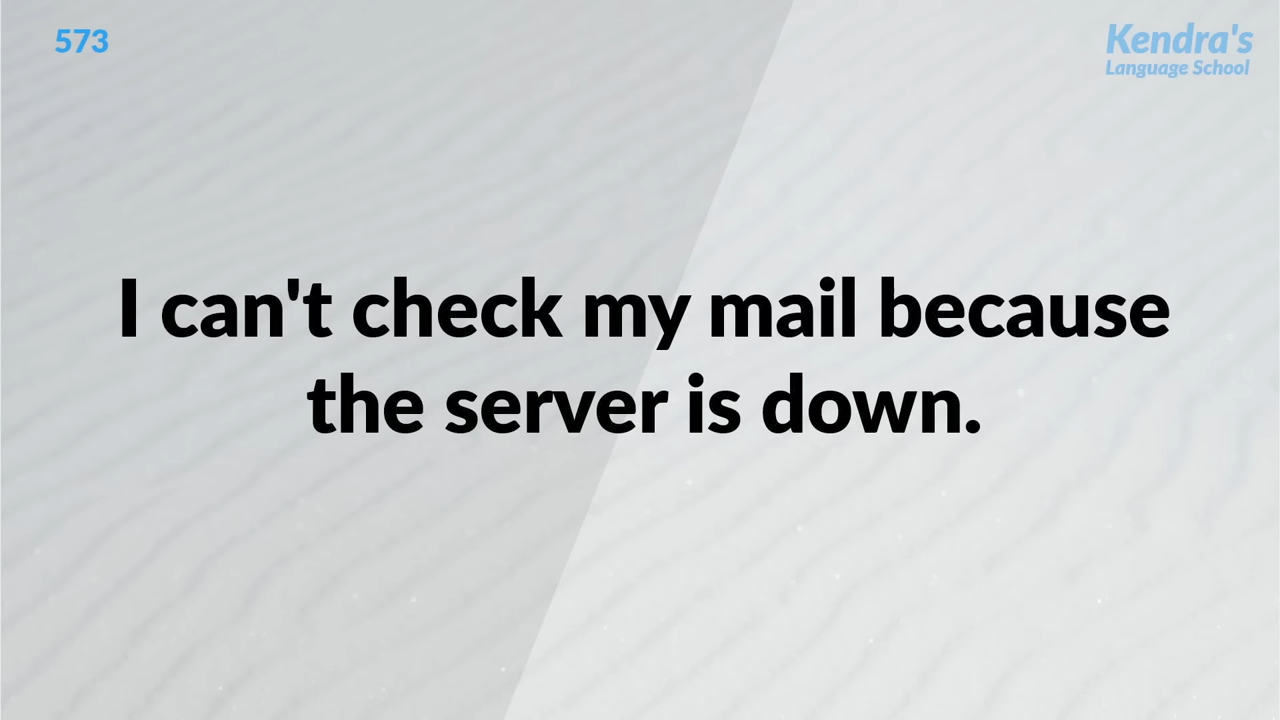 573
Kendra's
Language School
I can't check my mail because
the server is down.